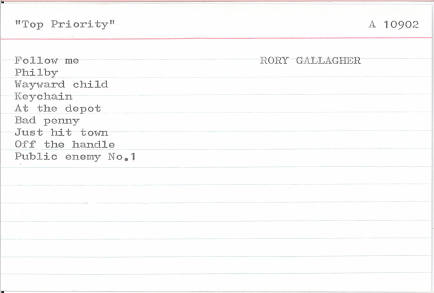 "Top Priority" A 10902
Follow me RORY GALLAGHER
Philby
Wayward child
Keychain
At the depot
Bad penny
Just hit town
Off the handle
Public enemy No.1